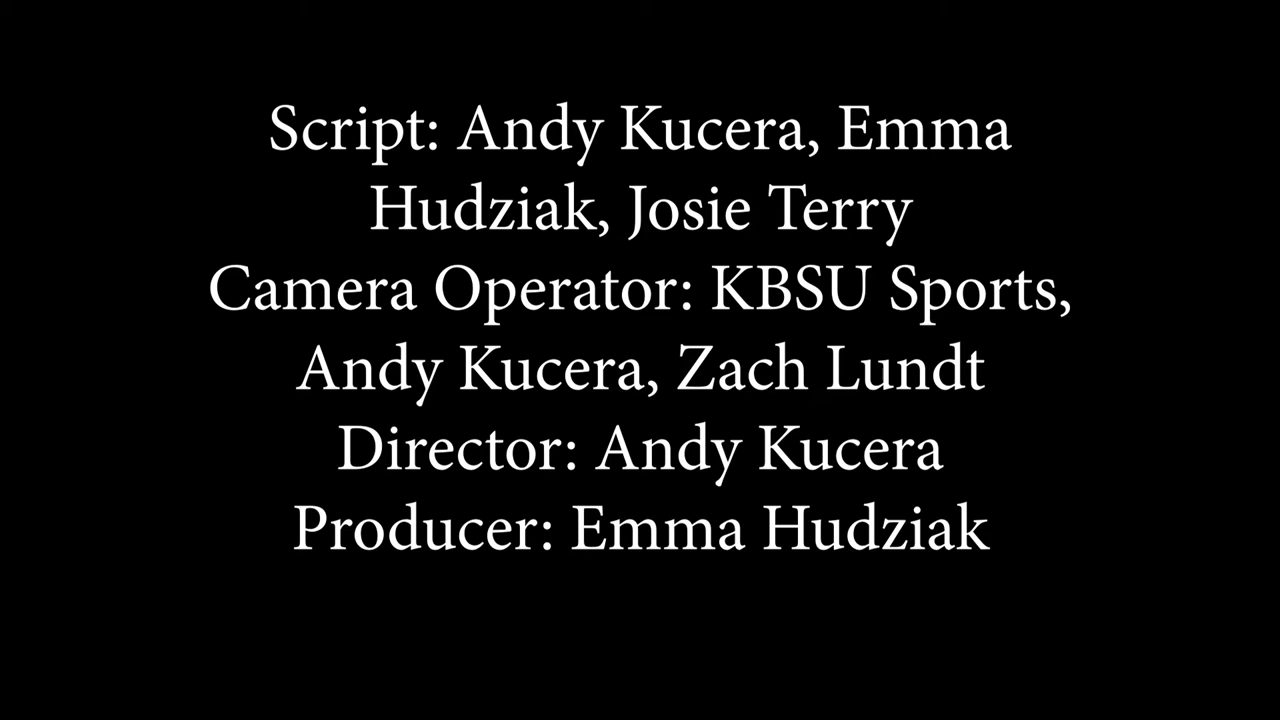 Script: Andy Kucera, Emma
Hudziak, Josie Terry
Camera Operator: KBSU Sports,
Andy Kucera, Zach Lundt
Director: Andy Kucera
Producer: Emma Hudziak